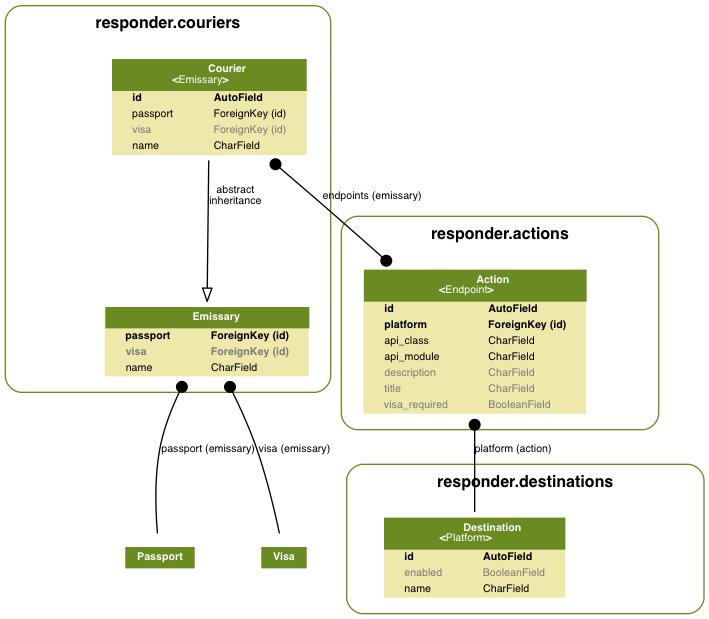 responder.couriers
Courier
<Emissary>
id AutoField
passport ForeignKey (id)
visa ForeignKey (id)
name CharField
abstract
inheritance
endpoints (emissary)
responder.actions
Action
<Endpoint>
id AutoField
platform ForeignKey (id)
api_class CharField
api_module CharField
description CharField
title CharField
visa_required BooleanField
Emissary
passport ForeignKey (id)
visa ForeignKey (id)
name CharField
passport (emissary)
visa (emissary)
platform (action)
responder.destinations
Destination
<Platform>
id AutoField
enabled BooleanField
name CharField
Passport
Visa